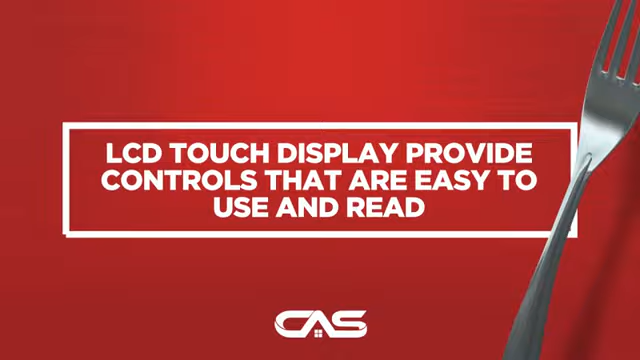 LCD TOUCH DISPLAY PROVIDE
CONTROLS THAT ARE EASY TO
USE AND READ
CAS